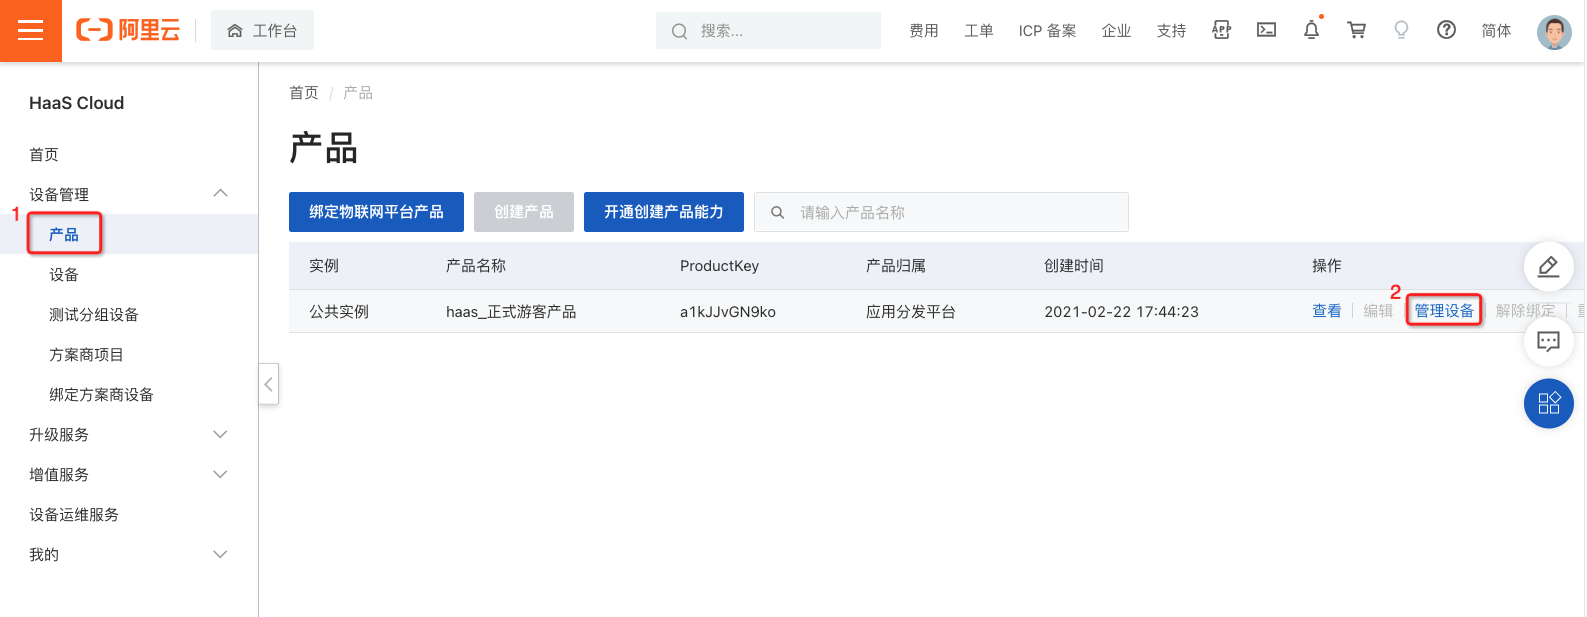 阿里云
工作台
搜索...
费用 工单 ICP 备案 企业 支持 APP 简体
HaaS Cloud
首页
设备管理
1
产品
设备
测试分组设备
方案商项目
绑定方案商设备
升级服务
增值服务
设备运维服务
我的
首页 / 产品
产品
绑定物联网平台产品 创建产品 开通创建产品能力 请输入产品名称
实例 产品名称 ProductKey 产品归属 创建时间 操作
公共实例 haas_正式游客产品 a1kJJvGN9ko 应用分发平台 2021-02-22 17:44:23 查看 编辑 2 管理设备 解除绑定